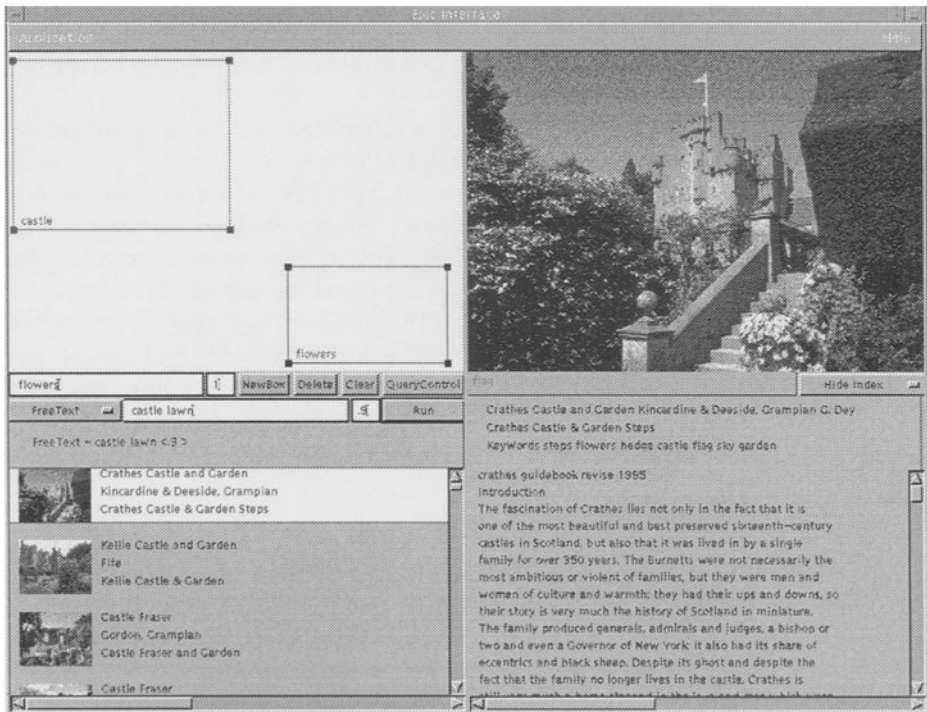 Epic Interface
Application
Help
castle
flowers
flowers
1
NewBox
Delete
Clear
QueryControl
flag
Hide Index
FreeText
castle lawn
.9
Run
FreeText - castle lawn <.9 >
Crathes Castle and Garden
Kincardine & Deeside, Grampian
Crathes Castle & Garden Steps
Kellie Castle and Garden
Fife
Kellie Castle & Garden
Castle Fraser
Gordon, Grampian
Castle Fraser and Garden
Castle Fraser
Crathes Castle and Garden Kincardine & Deeside, Grampian G. Dey
Crathes Castle & Garden Steps
KeyWords steps flowers hedge castle flag sky garden
crathes guidebook revise 1995
Introduction
The fascination of Crathes lies not only in the fact that it is
one of the most beautiful and best preserved sixteenth-century
castles in Scotland, but also that it was lived in by a single
family for over 350 years. The Burnetts were not necessarily the
most ambitious or violent of families, but they were men and
women of culture and warmth; they had their ups and downs, so
their story is very much the history of Scotland in miniature.
The family produced generals, admirals and judges, a bishop or
two and even a Governor of New York; it also had its share of
eccentrics and black sheep. Despite its ghost and despite the
fact that the family no longer lives in the castle, Crathes is